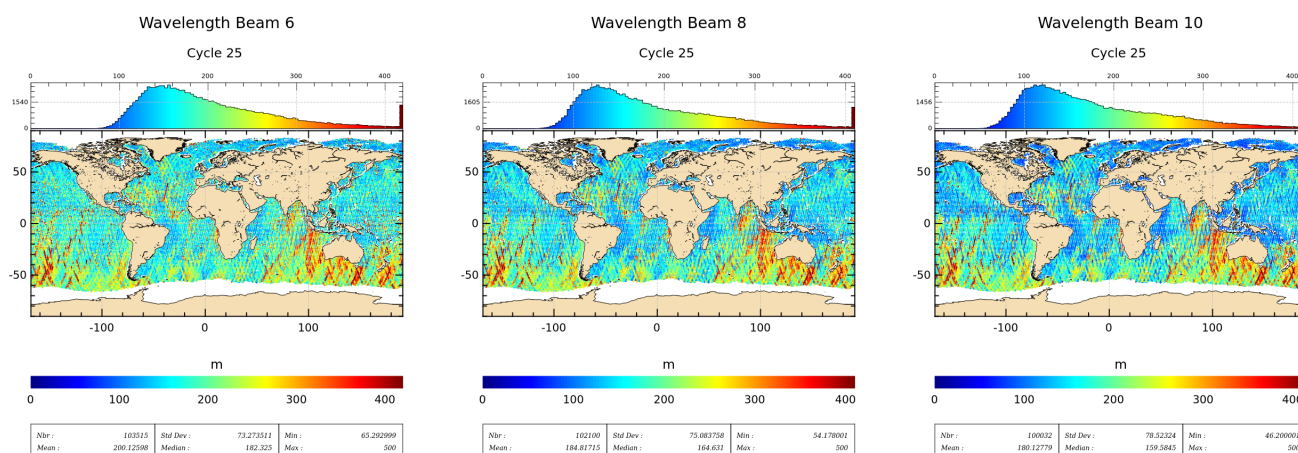 Wavelength Beam 6
Cycle 25
0 100 200 300 400
1540
0
50
0
-50
-100 0 100
m
0 100 200 300 400
Nbr : 103515 Std Dev : 73.273511 Min : 65.292999
Mean : 200.12598 Median : 182.325 Max : 500
Wavelength Beam 8
Cycle 25
0 100 200 300 400
1605
0
50
0
-50
-100 0 100
m
0 100 200 300 400
Nbr : 102100 Std Dev : 75.083758 Min : 54.178001
Mean : 184.81715 Median : 164.631 Max : 500
Wavelength Beam 10
Cycle 25
0 100 200 300 400
1456
0
50
0
-50
-100 0 100
m
0 100 200 300 400
Nbr : 100032 Std Dev : 78.52324 Min : 46.200001
Mean : 180.12779 Median : 159.5845 Max : 500